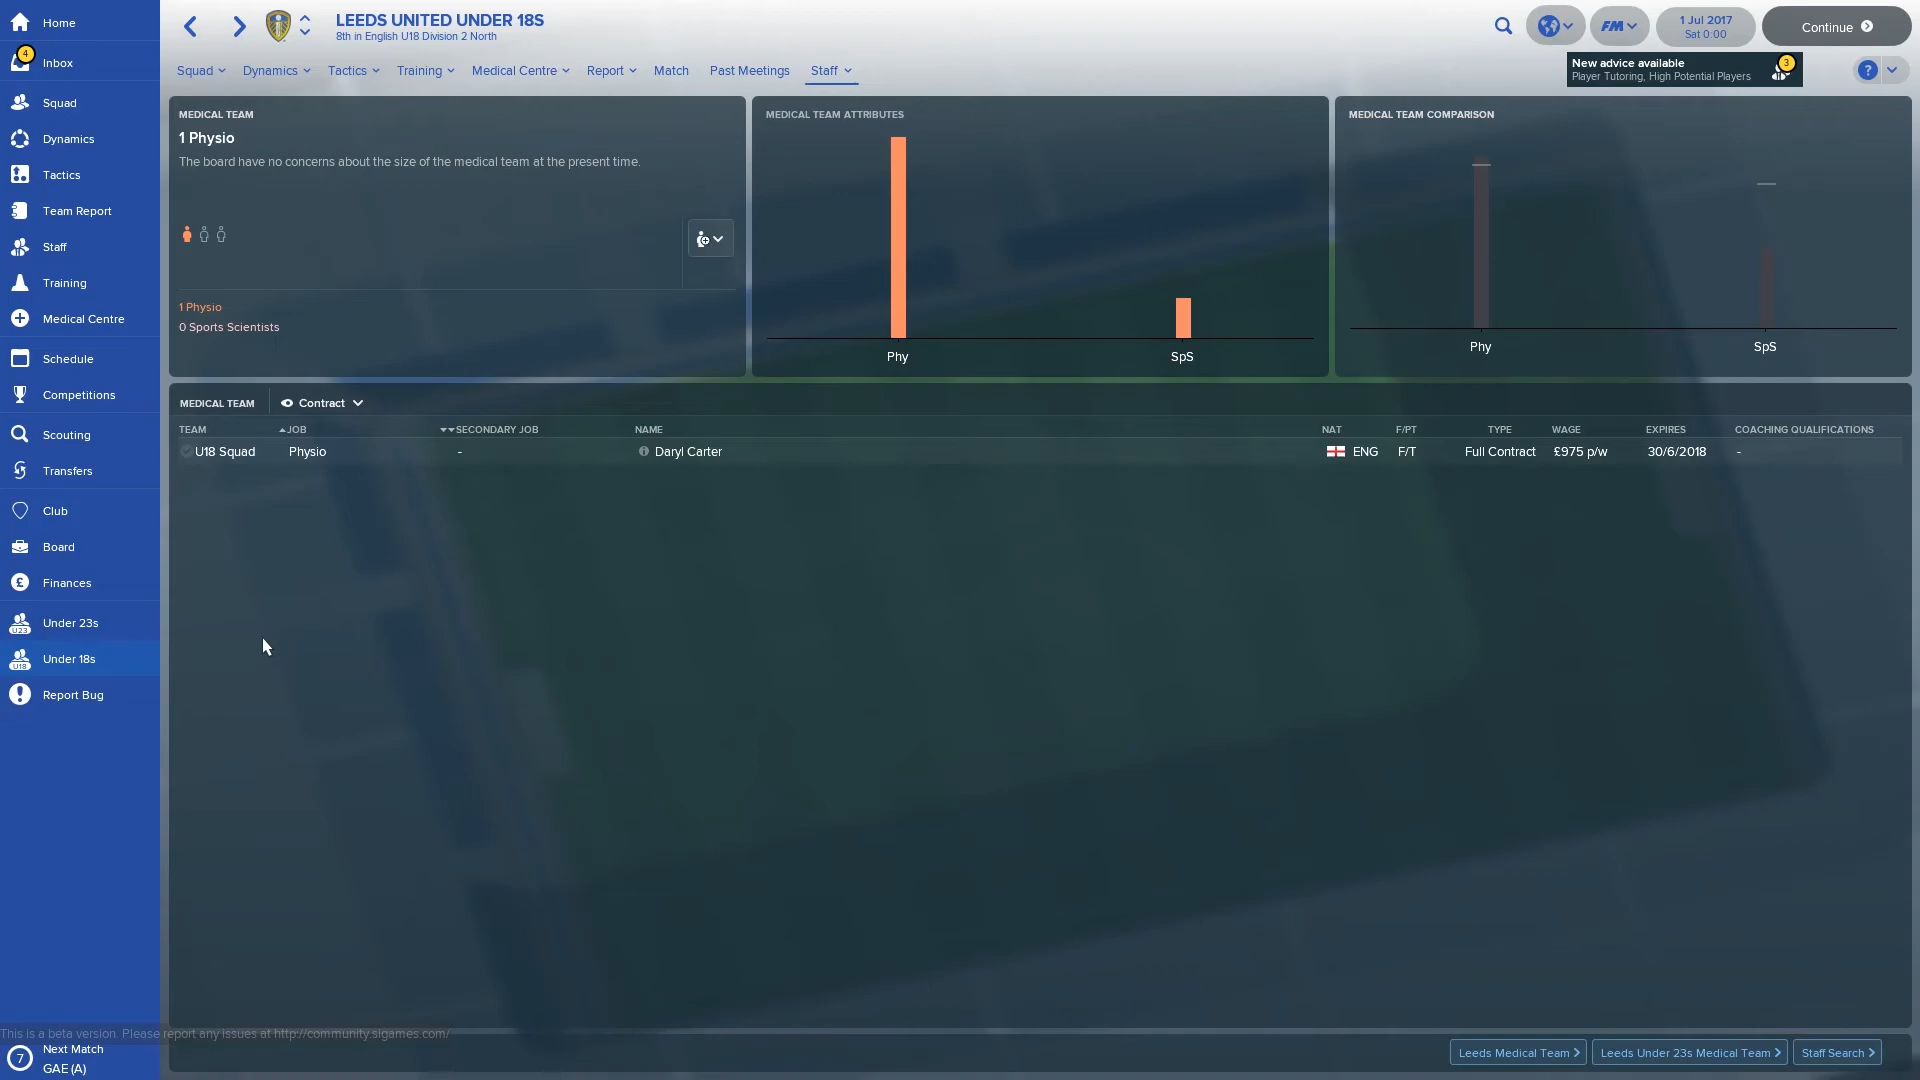 Home
LEEDS UNITED UNDER 18S
8th in English U18 Division 2 North
FM
1 Jul 2017
Sat 0:00
Continue
4
Inbox
Squad
Dynamics
Tactics
Training
Medical Centre
Report
Match
Past Meetings
Staff
New advice available
Player Tutoring, High Potential Players
3
?
Squad
Dynamics
Tactics
Team Report
Staff
Training
Medical Centre
Schedule
Competitions
Scouting
Transfers
Club
Board
£
Finances
U23
Under 23s
U18
Under 18s
Report Bug
MEDICAL TEAM
1 Physio
The board have no concerns about the size of the medical team at the present time.
1 Physio
0 Sports Scientists
MEDICAL TEAM ATTRIBUTES
Phy SpS
MEDICAL TEAM COMPARISON
Phy SpS
MEDICAL TEAM Contract
TEAM JOB SECONDARY JOB NAME NAT F/PT TYPE WAGE EXPIRES COACHING QUALIFICATIONS
U18 Squad Physio - Daryl Carter ENG F/T Full Contract £975 p/w 30/6/2018 -
This is a beta version. Please report any issues at http://community.sigames.com/
7
Next Match
GAE (A)
Leeds Medical Team
Leeds Under 23s Medical Team
Staff Search